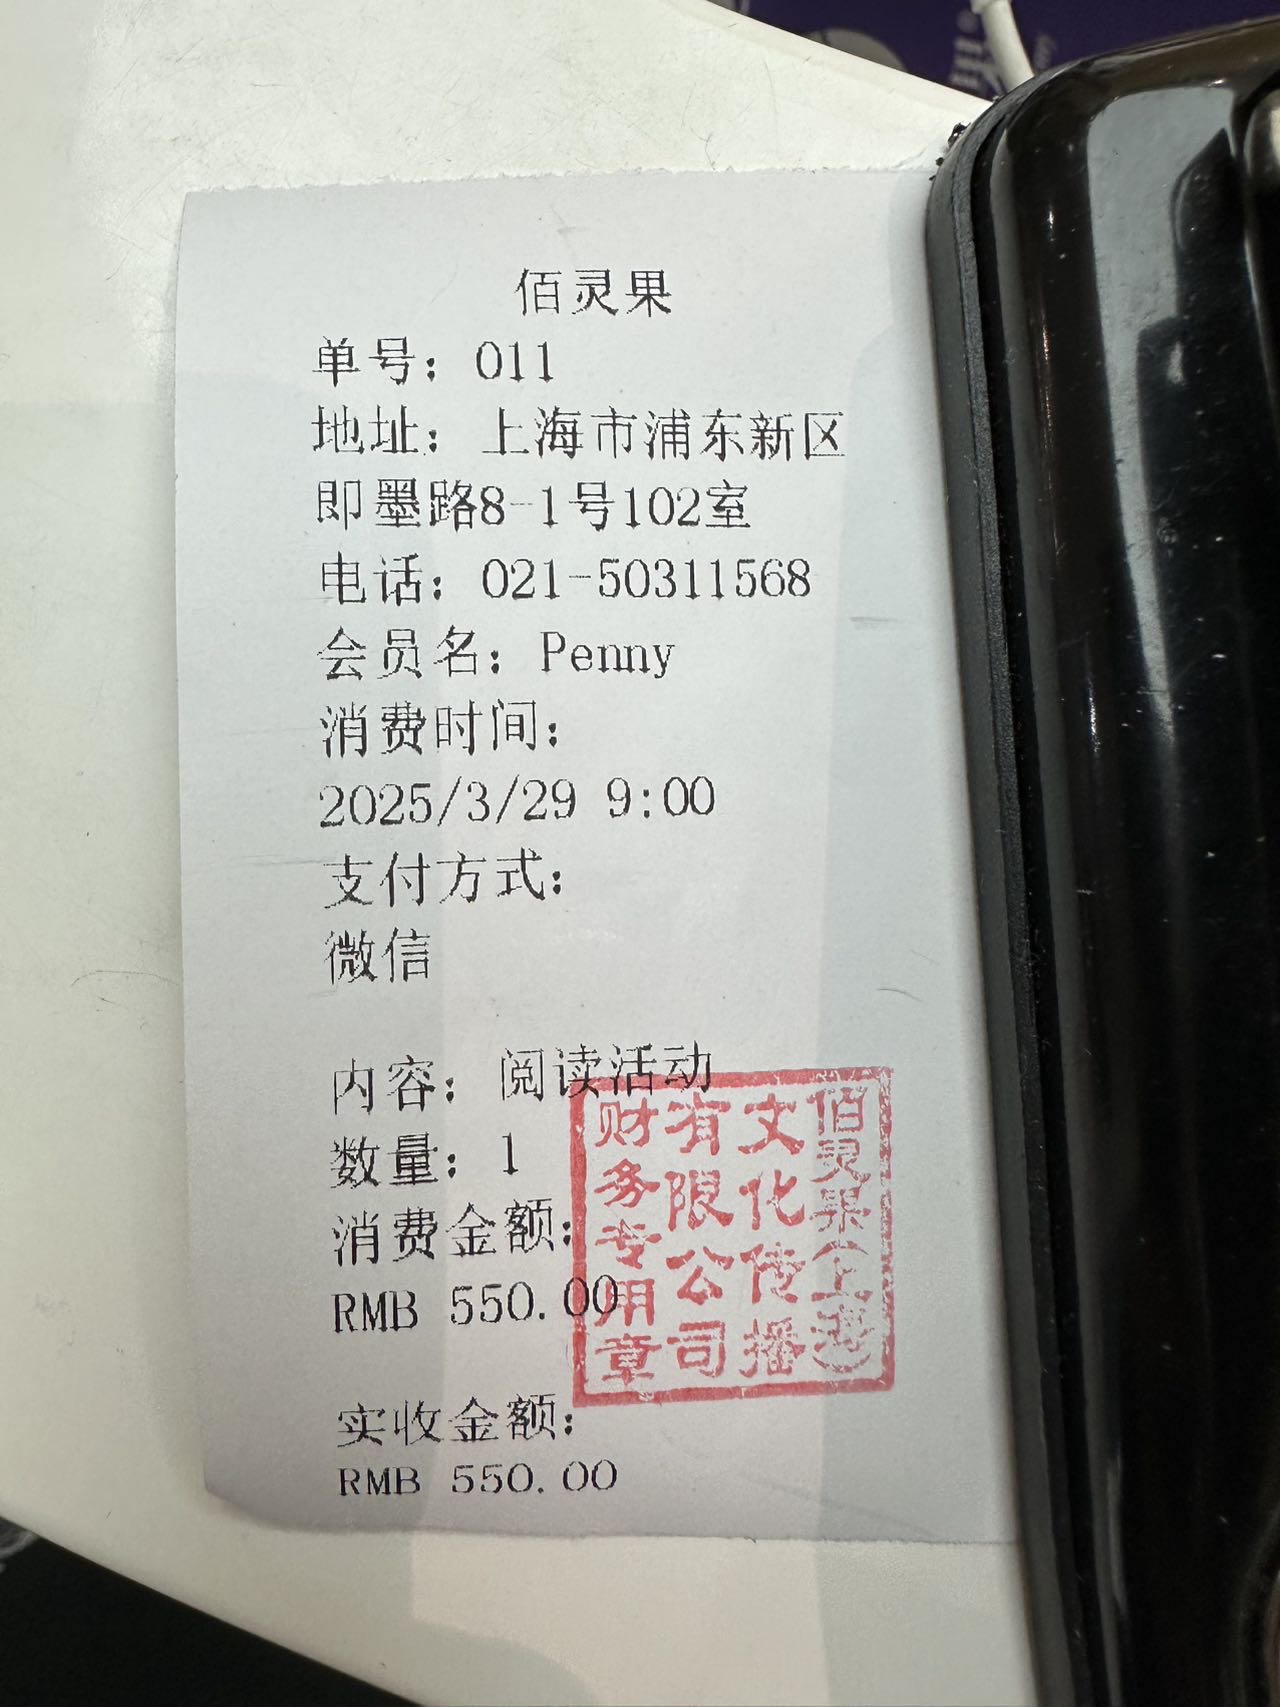 佰灵果
单号：011
地址：上海市浦东新区
即墨路8-1号102室
电话：021-50311568
会员名：Penny
消费时间：
2025/3/29 9:00
支付方式：
微信
内容：阅读活动
数量：1
消费金额：
RMB 550.00
实收金额：
RMB 550.00
佰灵果（上海）
文化传播
有限公司
财务专用章